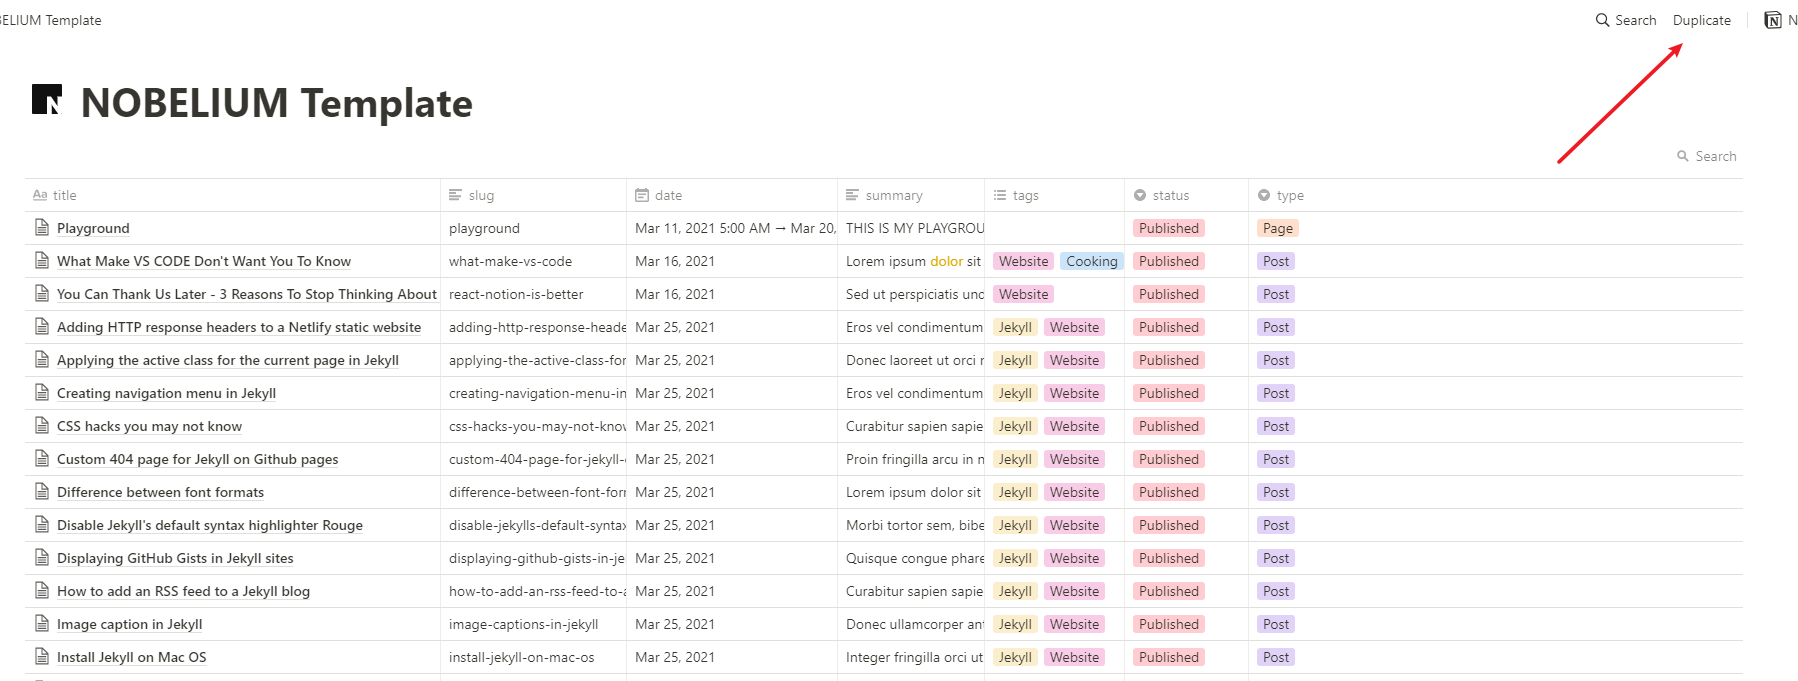 BELIUM Template Search Duplicate N
NOBELIUM Template
Search
Aa title slug date summary tags status type
Playground playground Mar 11, 2021 5:00 AM → Mar 20, THIS IS MY PLAYGROU Published Page
What Make VS CODE Don't Want You To Know what-make-vs-code Mar 16, 2021 Lorem ipsum dolor sit Website Cooking Published Post
You Can Thank Us Later - 3 Reasons To Stop Thinking About react-notion-is-better Mar 16, 2021 Sed ut perspiciatis und Website Published Post
Adding HTTP response headers to a Netlify static website adding-http-response-heade Mar 25, 2021 Eros vel condimentum Jekyll Website Published Post
Applying the active class for the current page in Jekyll applying-the-active-class-for Mar 25, 2021 Donec laoreet ut orci Jekyll Website Published Post
Creating navigation menu in Jekyll creating-navigation-menu-in Mar 25, 2021 Eros vel condimentum Jekyll Website Published Post
CSS hacks you may not know css-hacks-you-may-not-know Mar 25, 2021 Curabitur sapien sapie Jekyll Website Published Post
Custom 404 page for Jekyll on Github pages custom-404-page-for-jekyll- Mar 25, 2021 Proin fringilla arcu in Jekyll Website Published Post
Difference between font formats difference-between-font-for Mar 25, 2021 Lorem ipsum dolor sit Jekyll Website Published Post
Disable Jekyll's default syntax highlighter Rouge disable-jekylls-default-syntax Mar 25, 2021 Morbi tortor sem, bibe Jekyll Website Published Post
Displaying GitHub Gists in Jekyll sites displaying-github-gists-in-je Mar 25, 2021 Quisque congue phare Jekyll Website Published Post
How to add an RSS feed to a Jekyll blog how-to-add-an-rss-feed-to-a Mar 25, 2021 Curabitur sapien sapie Jekyll Website Published Post
Image caption in Jekyll image-captions-in-jekyll Mar 25, 2021 Donec ullamcorper an Jekyll Website Published Post
Install Jekyll on Mac OS install-jekyll-on-mac-os Mar 25, 2021 Integer fringilla orci ut Jekyll Website Published Post